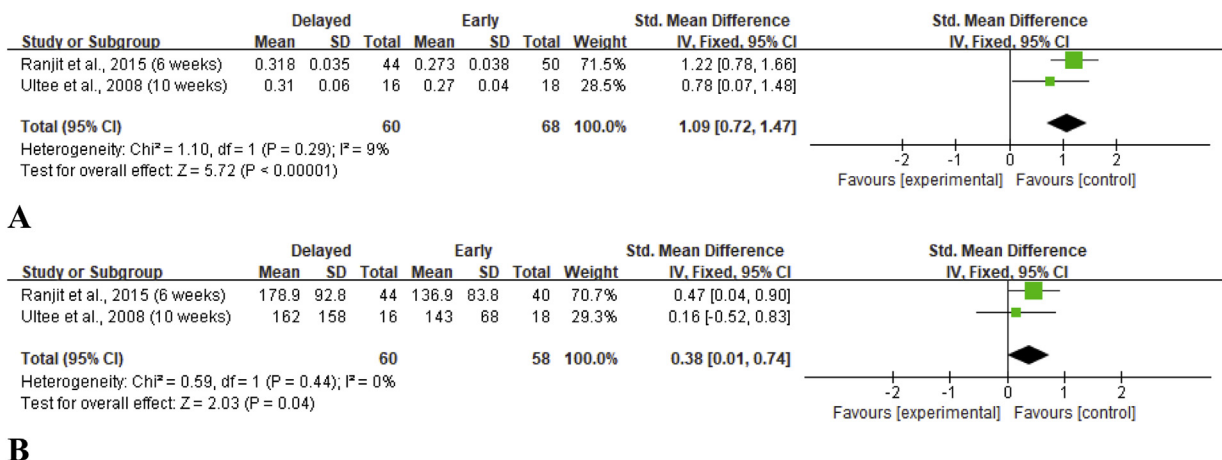 Delayed Early Std. Mean Difference Std. Mean Difference
Study or Subgroup Mean SD Total Mean SD Total Weight IV, Fixed, 95% CI IV, Fixed, 95% CI
Ranjit et al., 2015 (6 weeks) 0.318 0.035 44 0.273 0.038 50 71.5% 1.22 [0.78, 1.66]
Ultee et al., 2008 (10 weeks) 0.31 0.06 16 0.27 0.04 18 28.5% 0.78 [0.07, 1.48]
Total (95% CI) 60 68 100.0% 1.09 [0.72, 1.47]
Heterogeneity: Chi² = 1.10, df = 1 (P = 0.29); I² = 9%
Test for overall effect: Z = 5.72 (P < 0.00001)
-2 -1 0 1 2
Favours [experimental] Favours [control]
A
Delayed Early Std. Mean Difference Std. Mean Difference
Study or Subgroup Mean SD Total Mean SD Total Weight IV, Fixed, 95% CI IV, Fixed, 95% CI
Ranjit et al., 2015 (6 weeks) 178.9 92.8 44 136.9 83.8 40 70.7% 0.47 [0.04, 0.90]
Ultee et al., 2008 (10 weeks) 162 158 16 143 68 18 29.3% 0.16 [-0.52, 0.83]
Total (95% CI) 60 58 100.0% 0.38 [0.01, 0.74]
Heterogeneity: Chi² = 0.59, df = 1 (P = 0.44); I² = 0%
Test for overall effect: Z = 2.03 (P = 0.04)
-2 -1 0 1 2
Favours [experimental] Favours [control]
B